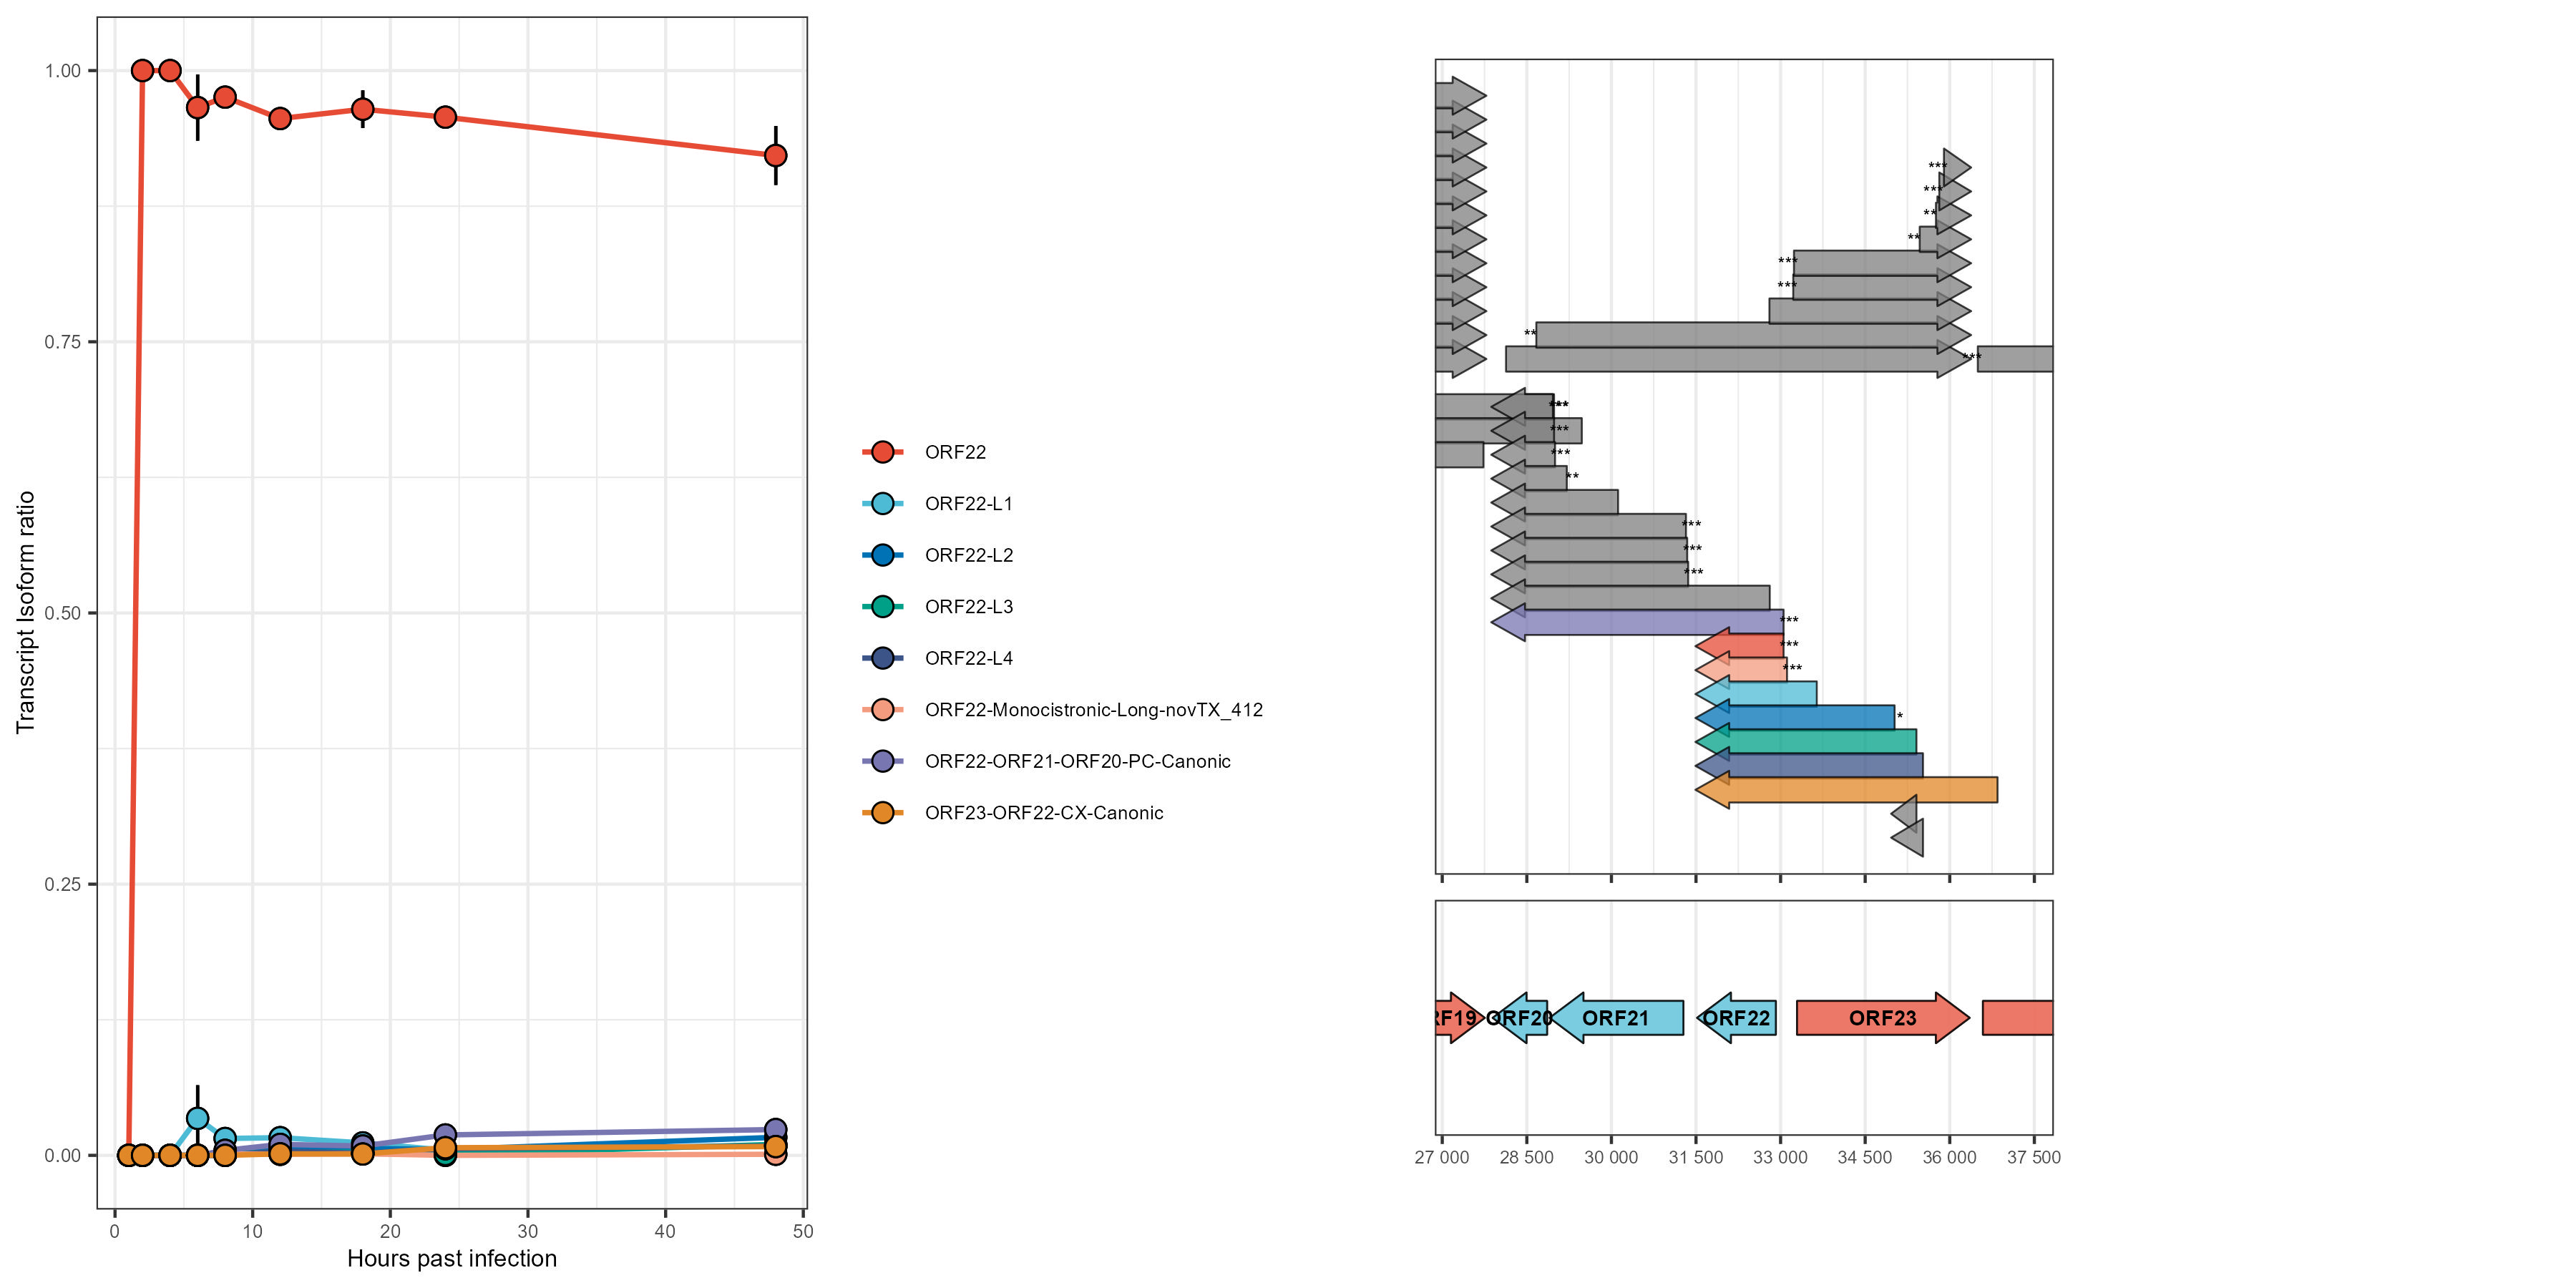 Transcript Isoform ratio
1.00
0.75
0.50
0.25
0.00
0
10
20
30
40
50
Hours past infection
ORF22
ORF22-L1
ORF22-L2
ORF22-L3
ORF22-L4
ORF22-Monocistronic-Long-novTX_412
ORF22-ORF21-ORF20-PC-Canonic
ORF23-ORF22-CX-Canonic
***
***
**
**
***
***
**
***
***
***
***
**
***
***
***
***
***
***
*
RF19 ORF20 ORF21 ORF22 ORF23
27 000 28 500 30 000 31 500 33 000 34 500 36 000 37 500